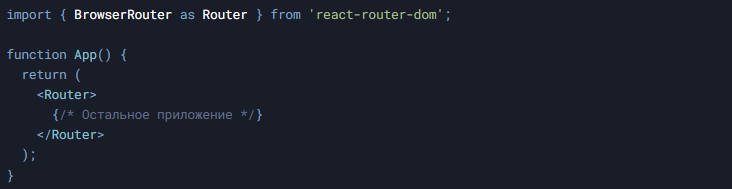 import { BrowserRouter as Router } from 'react-router-dom';

function App() {
  return (
    <Router>
      {/* Остальное приложение */}
    </Router>
  );
}